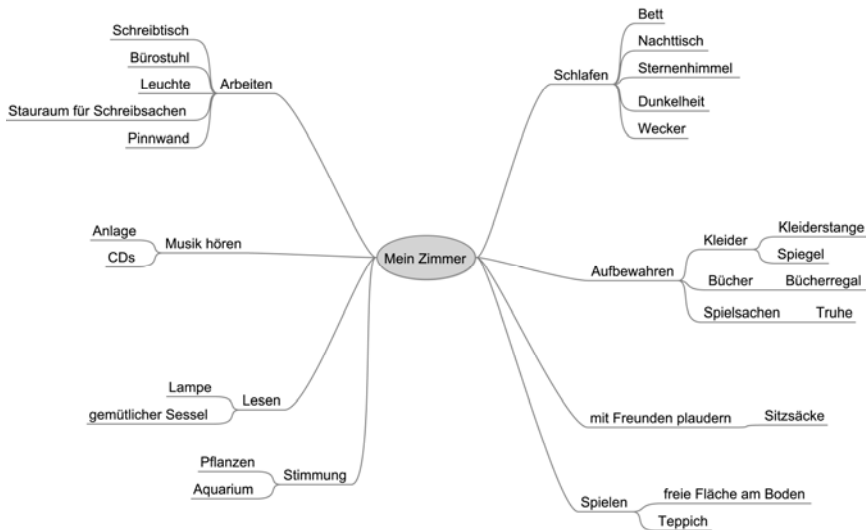 Schreibtisch
Bürostuhl
Leuchte
Stauraum für Schreibsachen
Pinnwand
Arbeiten
Anlage
CDs
Musik hören
Lampe
gemütlicher Sessel
Lesen
Pflanzen
Aquarium
Stimmung
Mein Zimmer
Schlafen
Bett
Nachttisch
Sternenhimmel
Dunkelheit
Wecker
Aufbewahren
Kleider
Kleiderstange
Spiegel
Bücher
Bücherregal
Spielsachen
Truhe
mit Freunden plaudern
Sitzsäcke
Spielen
freie Fläche am Boden
Teppich